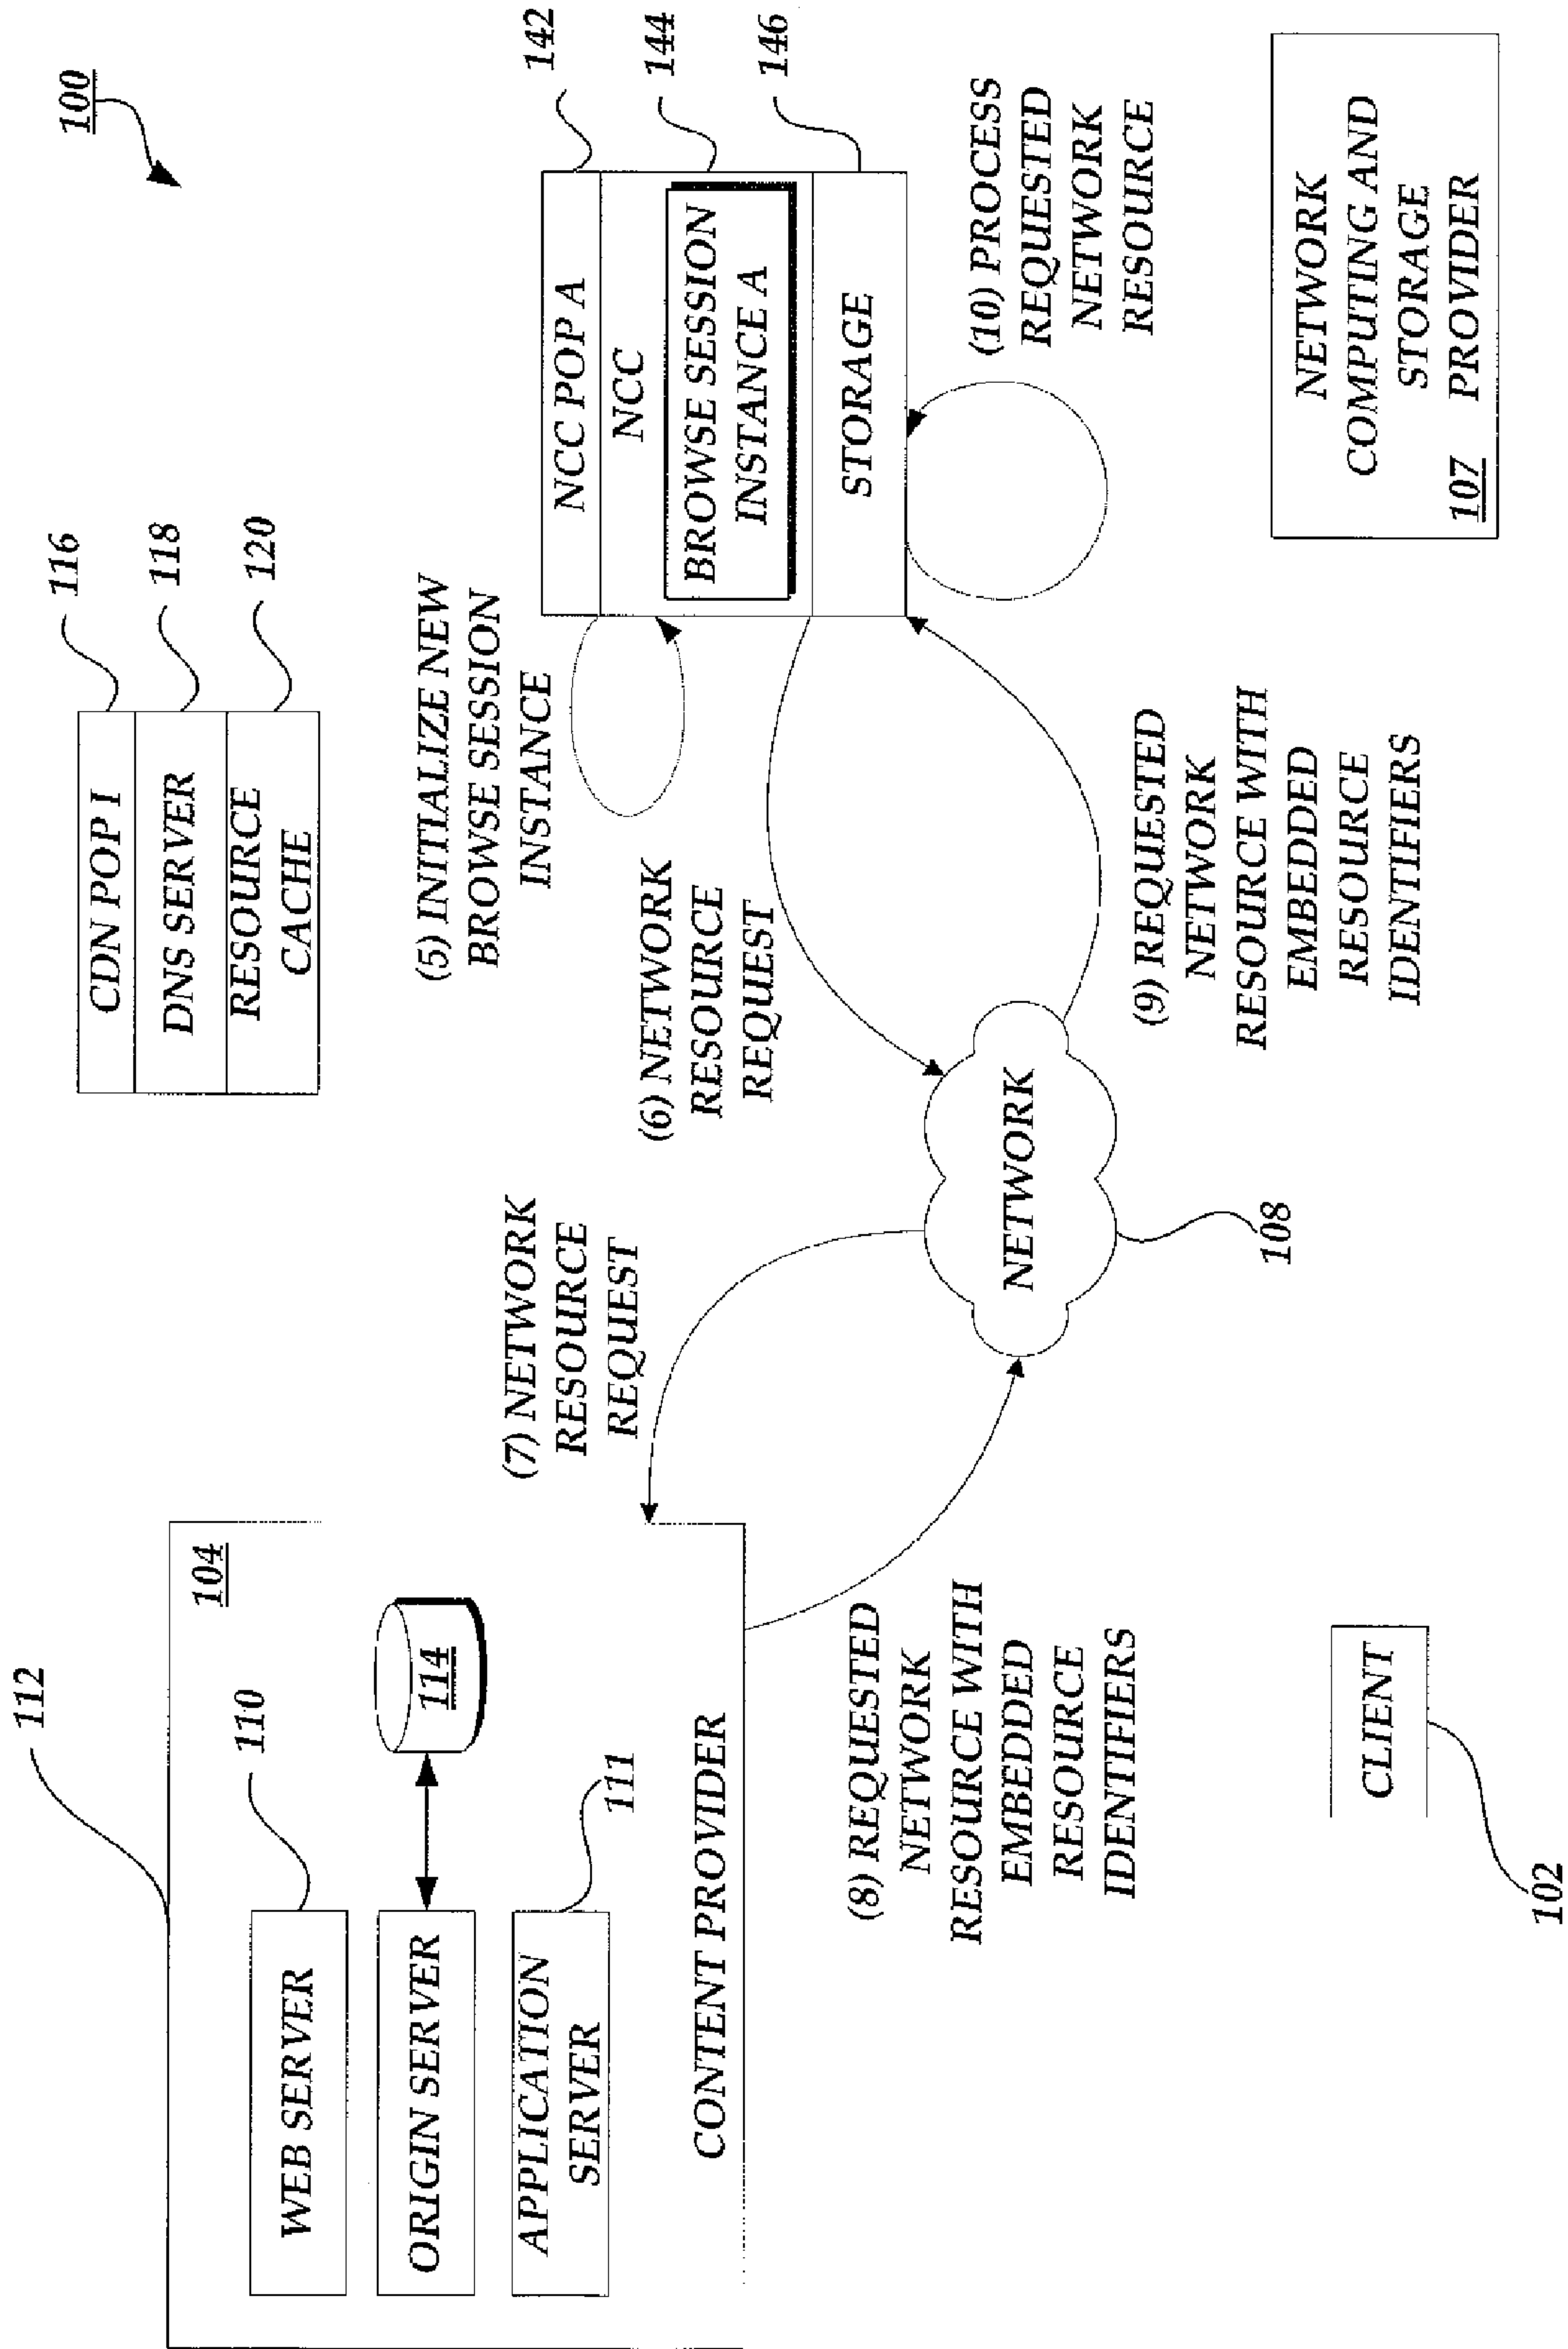 100
112
104
110
WEB SERVER
ORIGIN SERVER
114
APPLICATION
SERVER
111
CONTENT PROVIDER
CDN POP I
DNS SERVER
RESOURCE
CACHE
116
118
120
(5) INITIALIZE NEW
BROWSE SESSION
INSTANCE
NCC POP A
NCC
BROWSE SESSION
INSTANCE A
STORAGE
142
144
146
(6) NETWORK
RESOURCE
REQUEST
(7) NETWORK
RESOURCE
REQUEST
(8) REQUESTED
NETWORK
RESOURCE WITH
EMBEDDED
RESOURCE
IDENTIFIERS
NETWORK
108
(9) REQUESTED
NETWORK
RESOURCE WITH
EMBEDDED
RESOURCE
IDENTIFIERS
(10) PROCESS
REQUESTED
NETWORK
RESOURCE
CLIENT
102
NETWORK
COMPUTING AND
STORAGE
107 PROVIDER